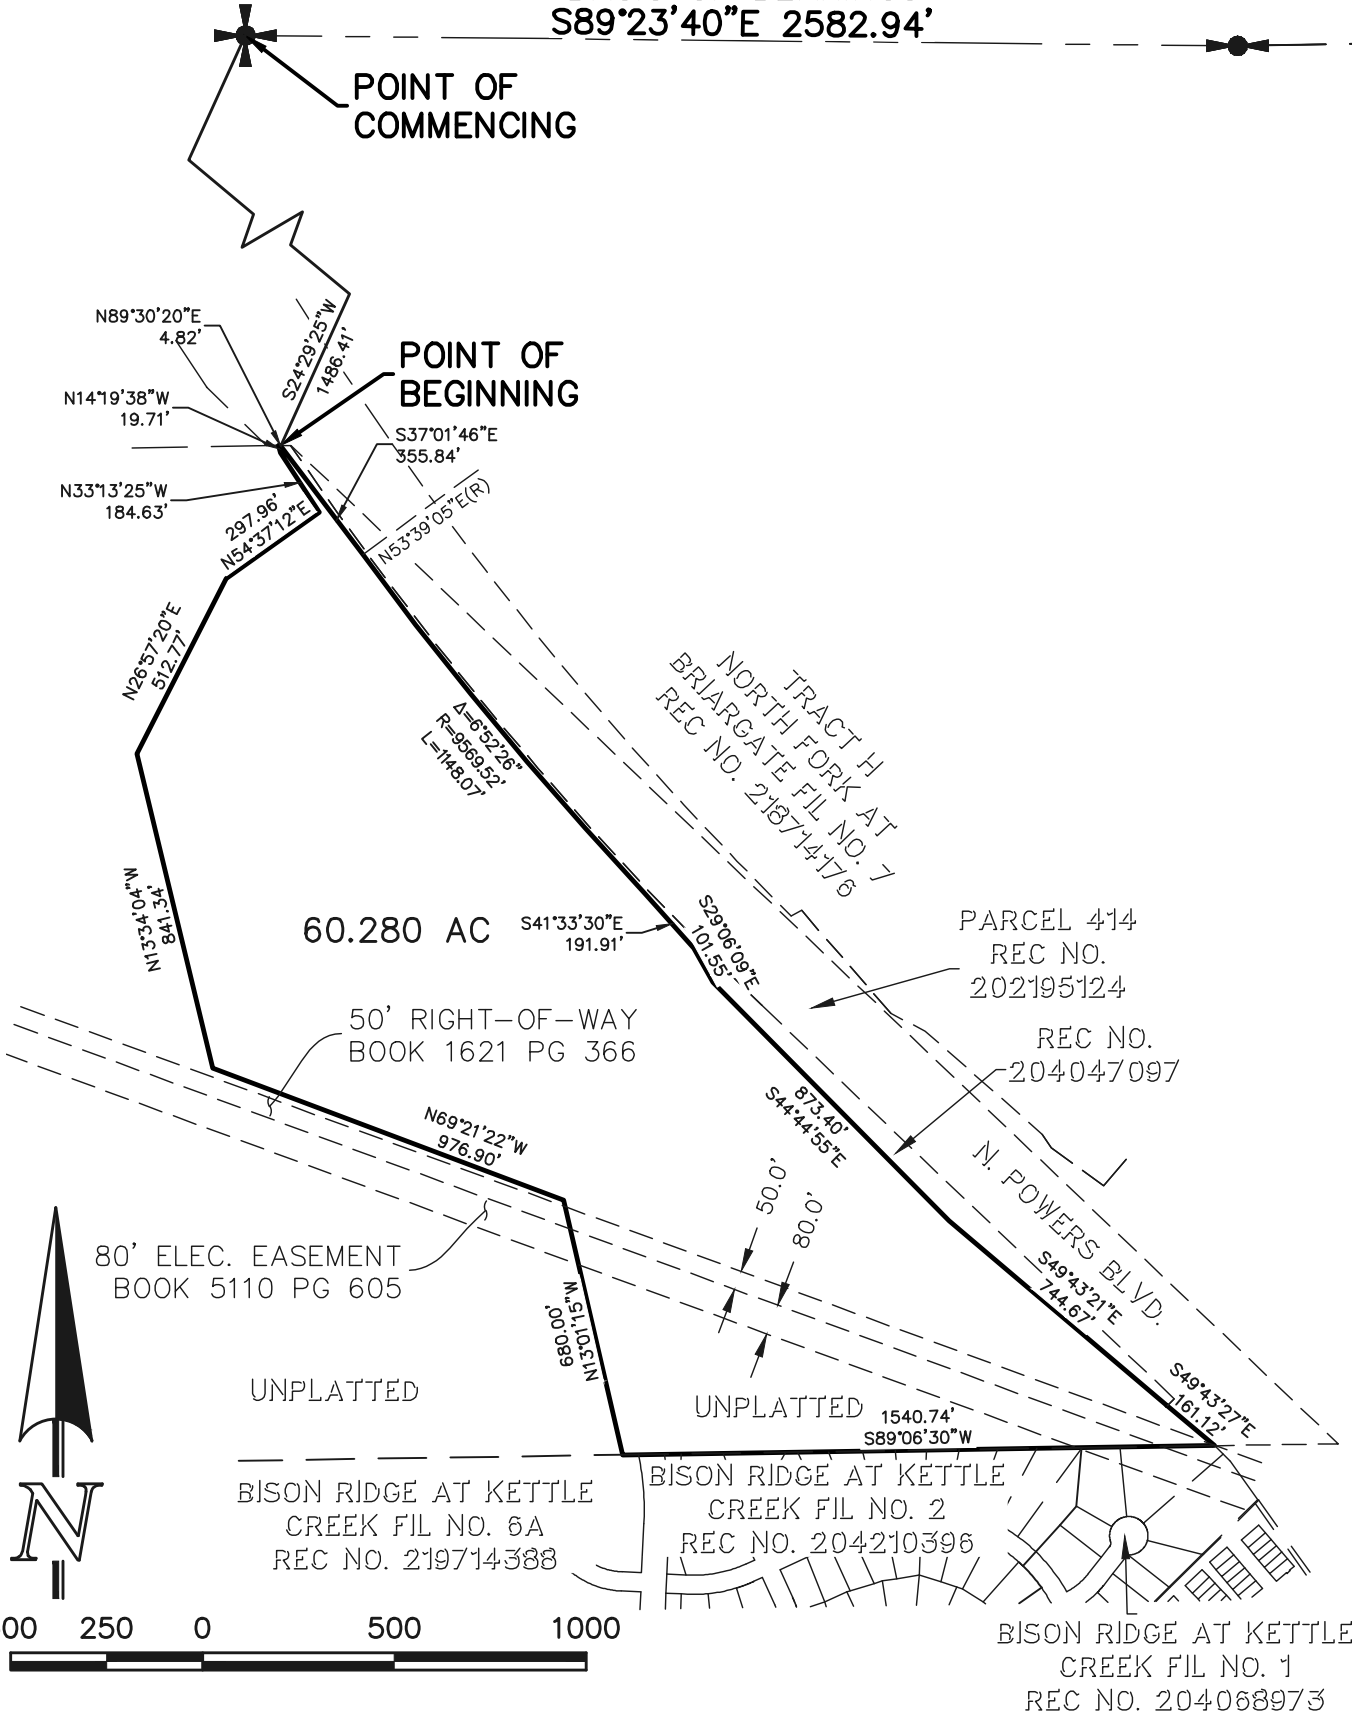 S89°23'40"E 2582.94'
POINT OF
COMMENCING
N89°30'20"E
4.82'
S24°29'25"W
1486.41'
POINT OF
BEGINNING
N14°19'38"W
19.71'
S37°01'46"E
355.84'
N33°13'25"W
184.63'
297.96'
N54°37'12"E
N53°39'05"E(R)
N26°57'20"E
512.77'
Δ=6°52'26"
R=9569.52'
L=1148.07'
TRACT H
NORTH FORK AT
BRIARGATE FIL NO. 7
REC NO. 218714176
N13°34'04"W
841.34'
60.280 AC
S41°33'30"E
191.91'
S29°06'09"E
101.55'
PARCEL 414
REC NO.
202195124
50' RIGHT-OF-WAY
BOOK 1621 PG 366
REC NO.
204047097
873.40'
S44°44'55"E
N69°21'22"W
976.90'
50.0'
80.0'
N. POWERS BLVD.
80' ELEC. EASEMENT
BOOK 5110 PG 605
S49°43'21"E
744.67'
680.00'
N13°01'15"W
UNPLATTED
UNPLATTED
S49°43'27"E
161.12'
1540.74'
S89°06'30"W
BISON RIDGE AT KETTLE
CREEK FIL NO. 6A
REC NO. 219714388
BISON RIDGE AT KETTLE
CREEK FIL NO. 2
REC NO. 204210396
N
00 250 0 500 1000
BISON RIDGE AT KETTLE
CREEK FIL NO. 1
REC NO. 204068973